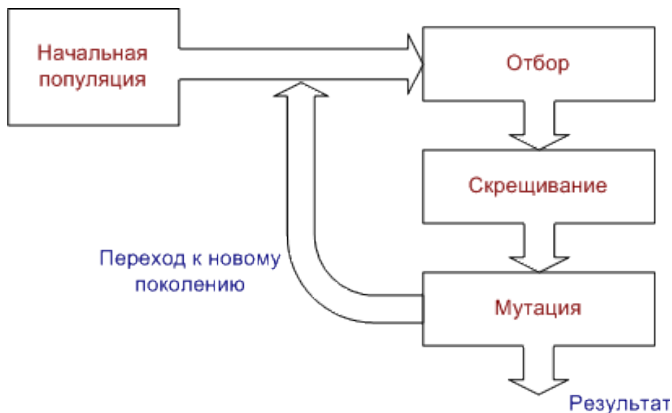 Начальная
популяция
Отбор
Скрещивание
Переход к новому
поколению
Мутация
Результат